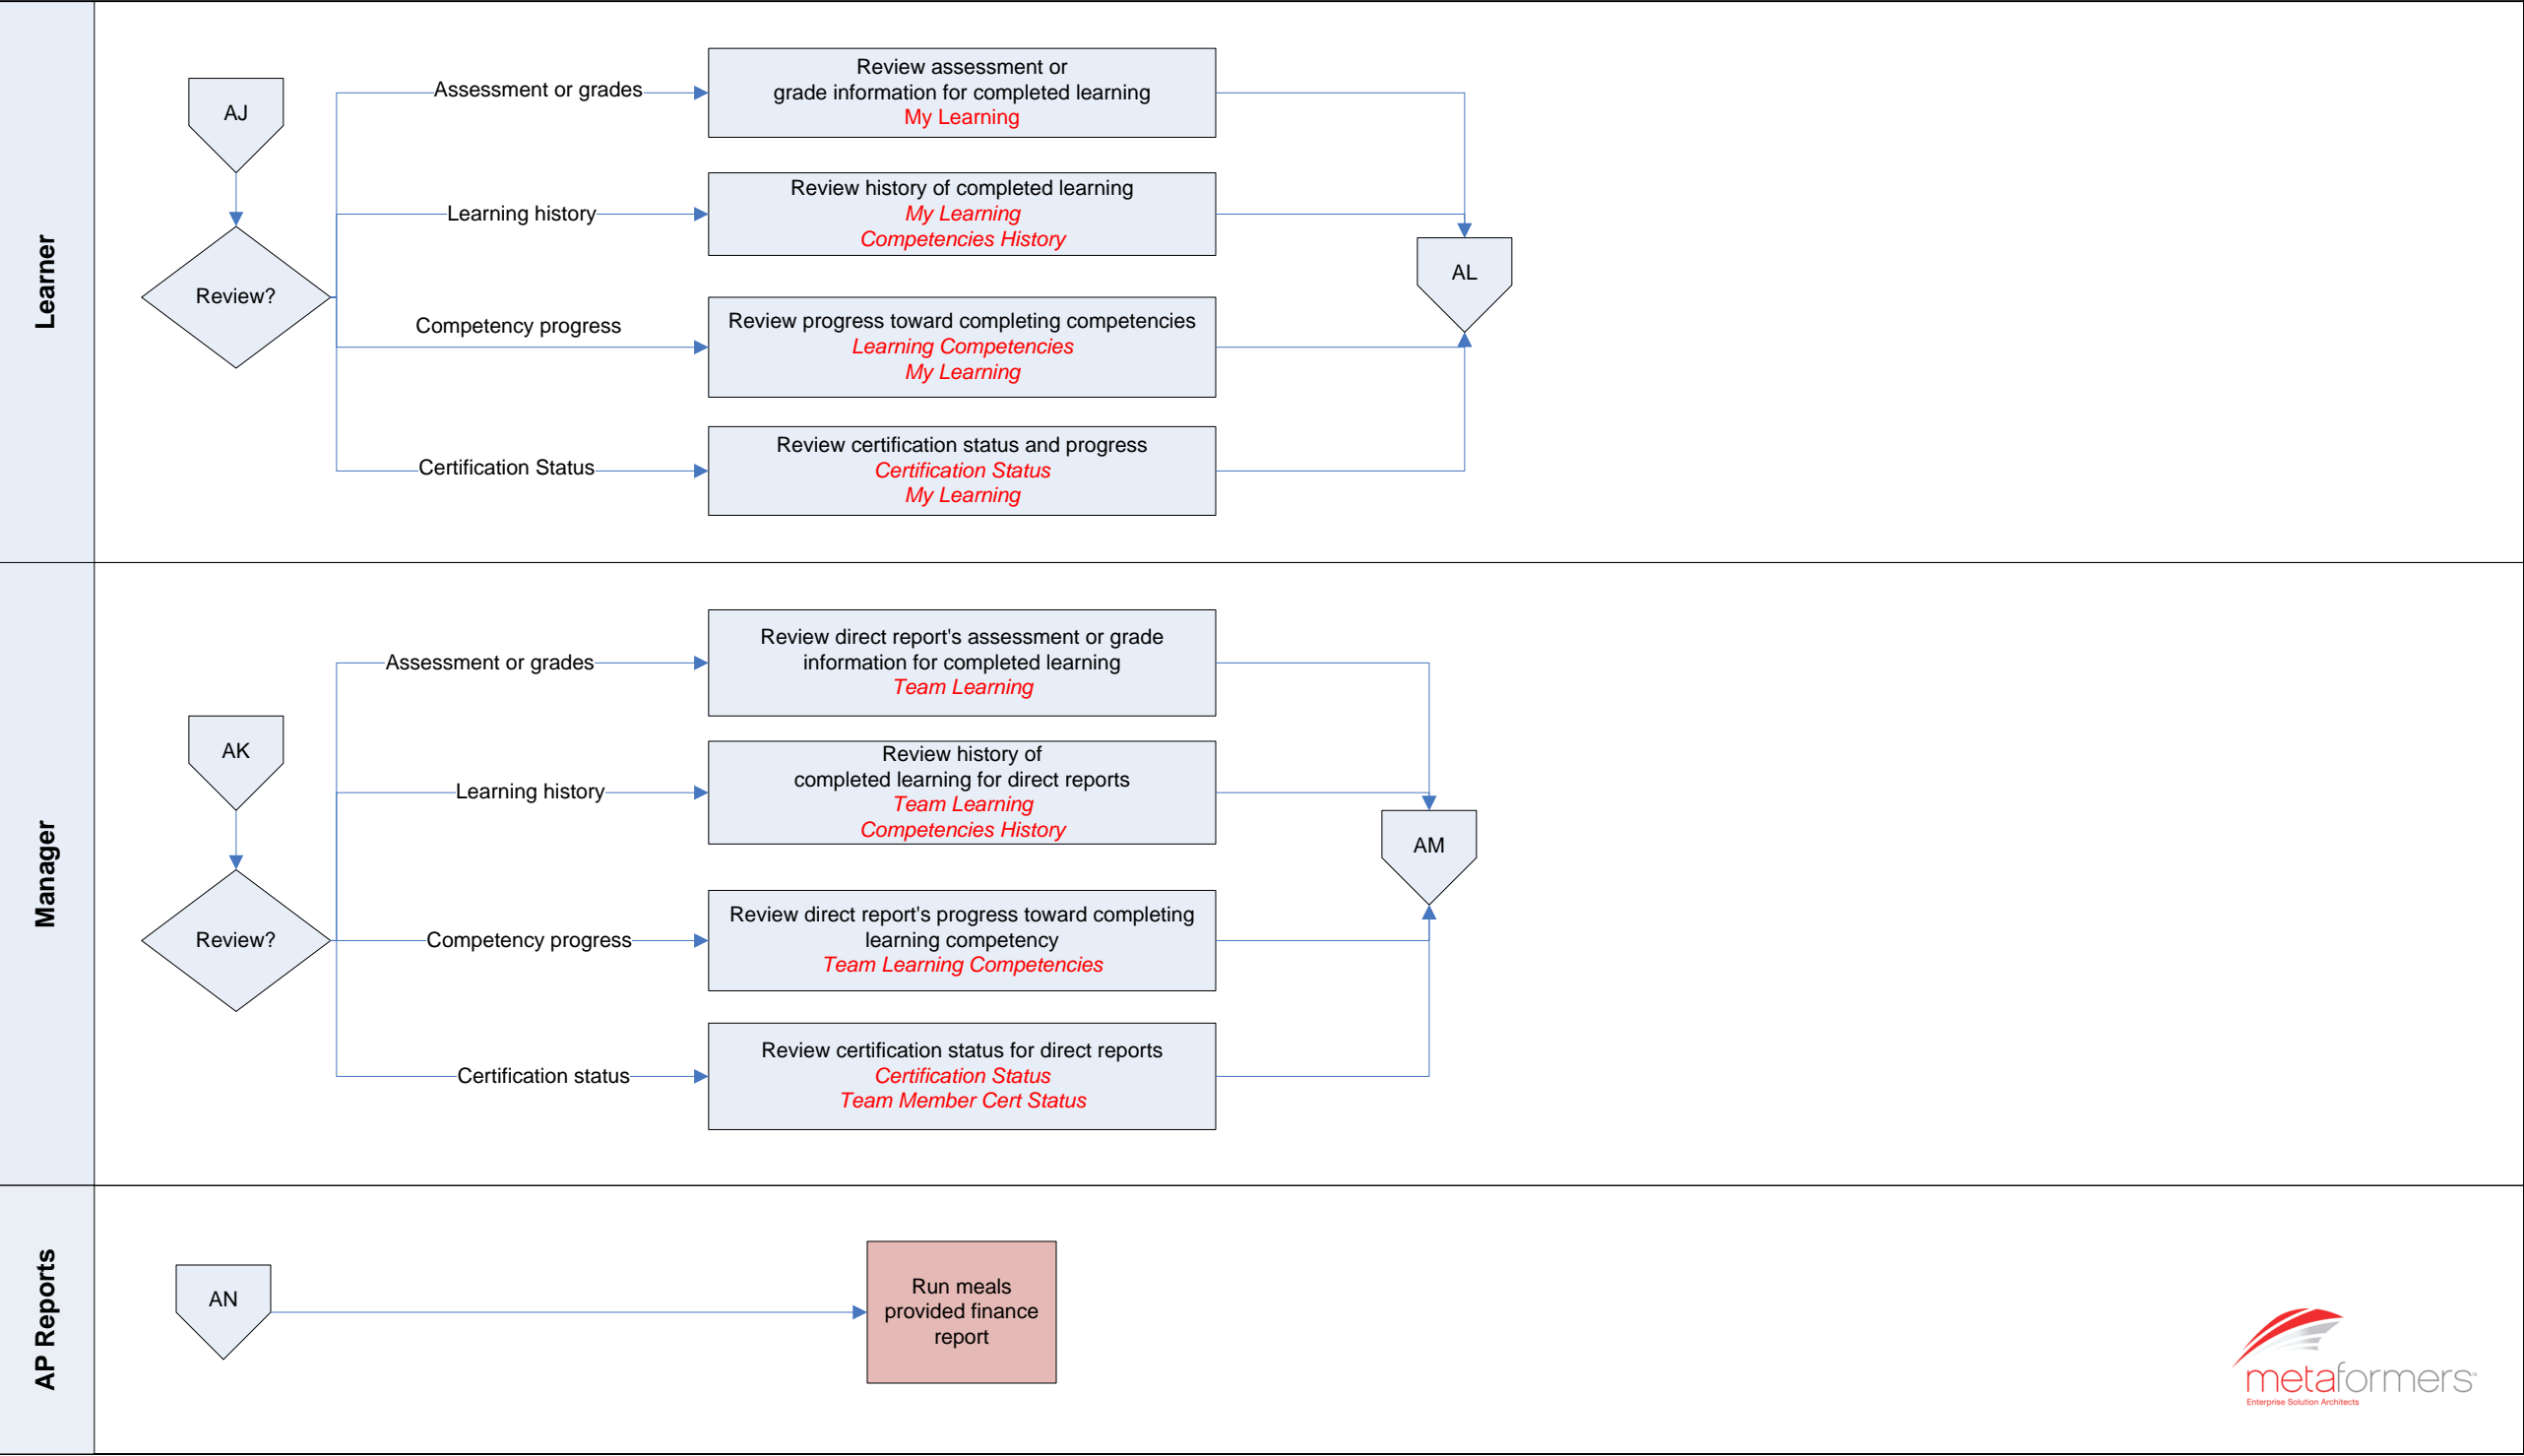 Learner
AJ
Review?
Assessment or grades
Learning history
Competency progress
Certification Status
Review assessment or
grade information for completed learning
My Learning
Review history of completed learning
My Learning
Competencies History
Review progress toward completing competencies
Learning Competencies
My Learning
Review certification status and progress
Certification Status
My Learning
AL
Manager
AK
Review?
Assessment or grades
Learning history
Competency progress
Certification status
Review direct report's assessment or grade
information for completed learning
Team Learning
Review history of
completed learning for direct reports
Team Learning
Competencies History
Review direct report's progress toward completing
learning competency
Team Learning Competencies
Review certification status for direct reports
Certification Status
Team Member Cert Status
AM
AP Reports
AN
Run meals
provided finance
report
metaformers™
Enterprise Solution Architects